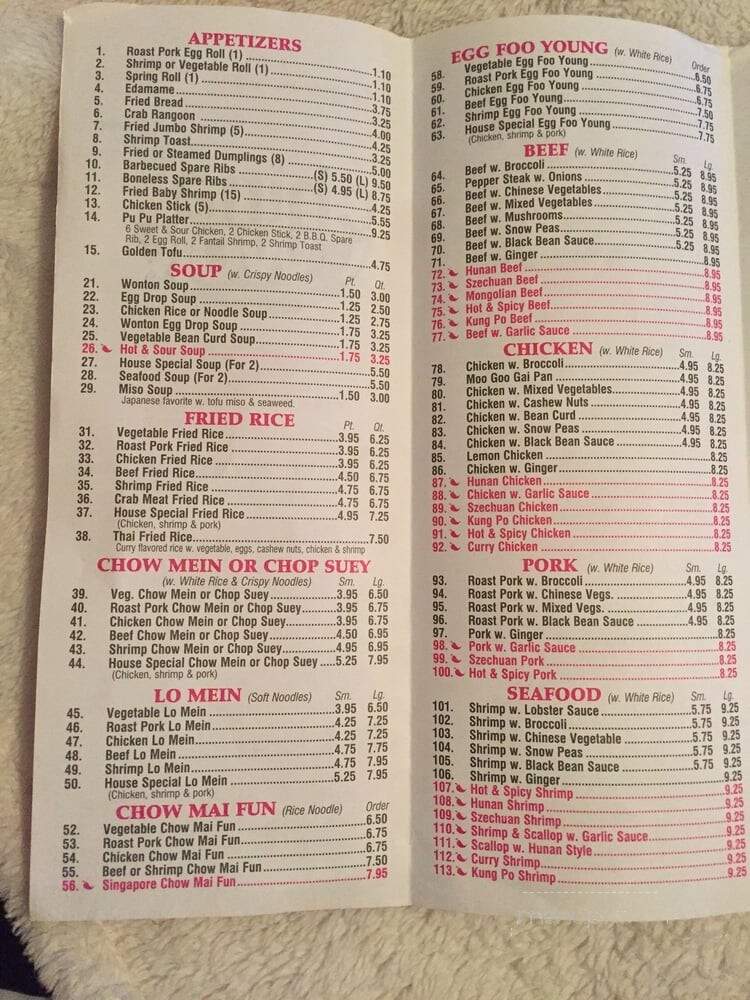 APPETIZERS
1. Roast Pork Egg Roll (1) 1.10
2. Shrimp or Vegetable Roll (1) 1.10
3. Spring Roll (1) 1.10
4. Edamame 3.75
5. Fried Bread 3.25
6. Crab Rangoon 4.00
7. Fried Jumbo Shrimp (5) 4.25
8. Shrimp Toast 3.25
9. Fried or Steamed Dumplings (8) 5.00
10. Barbecued Spare Ribs (S) 5.50 (L) 9.50
11. Boneless Spare Ribs (S) 4.95 (L) 8.75
12. Fried Baby Shrimp (15) 4.25
13. Chicken Stick (5) 5.55
14. Pu Pu Platter 9.25
6 Sweet & Sour Chicken, 2 Chicken Stick, 2 B.B.Q. Spare
Rib, 2 Egg Roll, 2 Fantail Shrimp, 2 Shrimp Toast
15. Golden Tofu 4.75
SOUP (w. Crispy Noodles) Pt. Qt.
21. Wonton Soup 1.50 3.00
22. Egg Drop Soup 1.25 2.50
23. Chicken Rice or Noodle Soup 1.25 2.75
24. Wonton Egg Drop Soup 1.75 3.25
25. Vegetable Bean Curd Soup 1.75 3.25
26. Hot & Sour Soup 1.75 3.25
27. House Special Soup (For 2) 5.50
28. Seafood Soup (For 2) 5.50
29. Miso Soup 1.50 3.00
Japanese favorite w. tofu miso & seaweed.
FRIED RICE Pt. Qt.
31. Vegetable Fried Rice 3.95 6.25
32. Roast Pork Fried Rice 3.95 6.25
33. Chicken Fried Rice 3.95 6.25
34. Beef Fried Rice 4.50 6.75
35. Shrimp Fried Rice 4.75 6.75
36. Crab Meat Fried Rice 4.75 6.75
37. House Special Fried Rice 4.95 7.25
(Chicken, shrimp & pork)
38. Thai Fried Rice 7.50
Curry flavored rice w. vegetable, eggs, cashew nuts, chicken & shrimp
CHOW MEIN OR CHOP SUEY
(w. White Rice & Crispy Noodles) Sm. Lg.
39. Veg. Chow Mein or Chop Suey 3.95 6.50
40. Roast Pork Chow Mein or Chop Suey 3.95 6.75
41. Chicken Chow Mein or Chop Suey 3.95 6.75
42. Beef Chow Mein or Chop Suey 4.50 6.95
43. Shrimp Chow Mein or Chop Suey 4.95 6.95
44. House Special Chow Mein or Chop Suey 5.25 7.95
(Chicken, shrimp & pork)
LO MEIN (Soft Noodles) Sm. Lg.
45. Vegetable Lo Mein 3.95 6.50
46. Roast Pork Lo Mein 4.25 7.25
47. Chicken Lo Mein 4.25 7.25
48. Beef Lo Mein 4.75 7.75
49. Shrimp Lo Mein 4.75 7.95
50. House Special Lo Mein 5.25 7.95
(Chicken, shrimp & pork)
CHOW MAI FUN (Rice Noodle) Order
52. Vegetable Chow Mai Fun 6.50
53. Roast Pork Chow Mai Fun 6.75
54. Chicken Chow Mai Fun 6.75
55. Beef or Shrimp Chow Mai Fun 7.50
56. Singapore Chow Mai Fun 7.95
EGG FOO YOUNG (w. White Rice) Order
58. Vegetable Egg Foo Young 6.50
59. Roast Pork Egg Foo Young 6.75
60. Chicken Egg Foo Young 6.75
61. Beef Egg Foo Young 7.50
62. Shrimp Egg Foo Young 7.75
63. House Special Egg Foo Young 7.75
(Chicken, shrimp & pork)
BEEF (w. White Rice) Sm. Lg.
64. Beef w. Broccoli 5.25 8.95
65. Pepper Steak w. Onions 5.25 8.95
66. Beef w. Chinese Vegetables 5.25 8.95
67. Beef w. Mixed Vegetables 5.25 8.95
68. Beef w. Mushrooms 5.25 8.95
69. Beef w. Snow Peas 5.25 8.95
70. Beef w. Black Bean Sauce 5.25 8.95
71. Beef w. Ginger 8.95
72. Hunan Beef 8.95
73. Szechuan Beef 8.95
74. Mongolian Beef 8.95
75. Hot & Spicy Beef 8.95
76. Kung Po Beef 8.95
77. Beef w. Garlic Sauce 8.95
CHICKEN (w. White Rice) Sm. Lg.
78. Chicken w. Broccoli 4.95 8.25
79. Moo Goo Gai Pan 4.95 8.25
80. Chicken w. Mixed Vegetables 4.95 8.25
81. Chicken w. Cashew Nuts 4.95 8.25
82. Chicken w. Bean Curd 4.95 8.25
83. Chicken w. Snow Peas 4.95 8.25
84. Chicken w. Black Bean Sauce 4.95 8.25
85. Lemon Chicken 8.25
86. Chicken w. Ginger 8.25
87. Hunan Chicken 8.25
88. Chicken w. Garlic Sauce 8.25
89. Szechuan Chicken 8.25
90. Kung Po Chicken 8.25
91. Hot & Spicy Chicken 8.25
92. Curry Chicken 8.25
PORK (w. White Rice) Sm. Lg.
93. Roast Pork w. Broccoli 4.95 8.25
94. Roast Pork w. Chinese Vegs. 4.95 8.25
95. Roast Pork w. Mixed Vegs. 4.95 8.25
96. Roast Pork w. Black Bean Sauce 4.95 8.25
97. Pork w. Ginger 8.25
98. Pork w. Garlic Sauce 8.25
99. Szechuan Pork 8.25
100. Hot & Spicy Pork 8.25
SEAFOOD (w. White Rice) Sm. Lg.
101. Shrimp w. Lobster Sauce 5.75 9.25
102. Shrimp w. Broccoli 5.75 9.25
103. Shrimp w. Chinese Vegetable 5.75 9.25
104. Shrimp w. Snow Peas 5.75 9.25
105. Shrimp w. Black Bean Sauce 5.75 9.25
106. Shrimp w. Ginger 9.25
107. Hot & Spicy Shrimp 9.25
108. Hunan Shrimp 9.25
109. Szechuan Shrimp 9.25
110. Shrimp & Scallop w. Garlic Sauce 9.25
111. Scallop w. Hunan Style 9.25
112. Curry Shrimp 9.25
113. Kung Po Shrimp 9.25